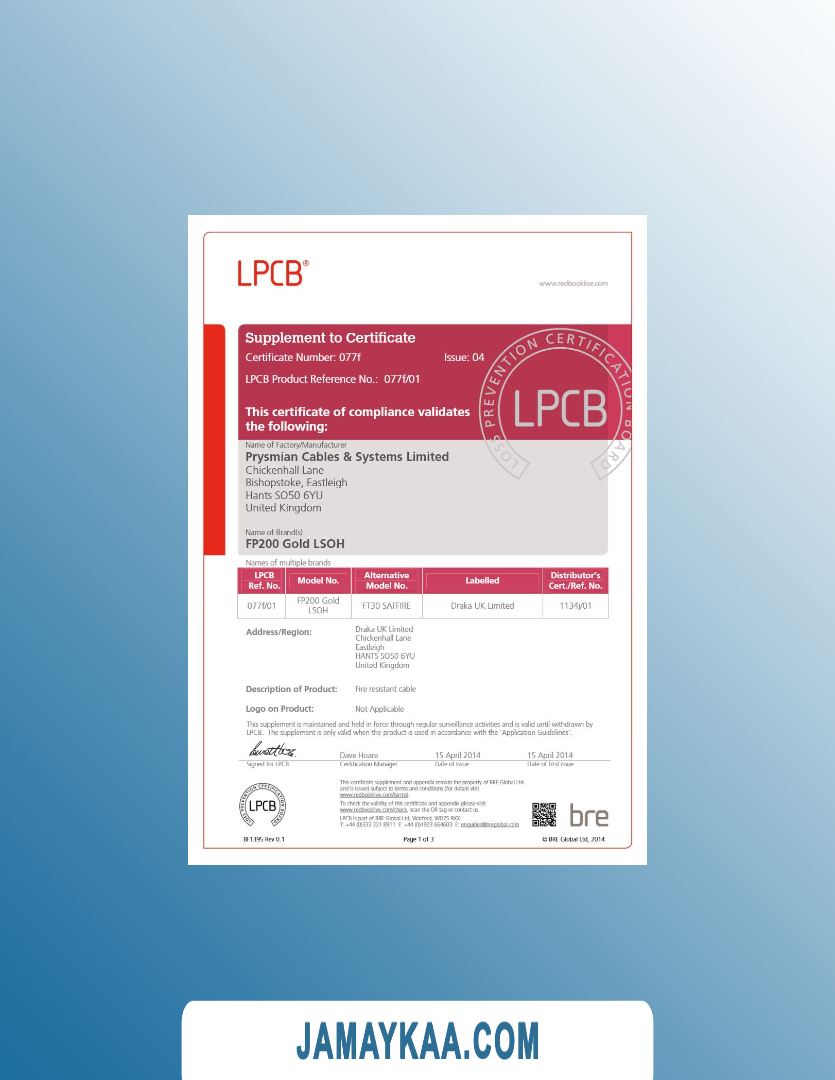 LPCB®
www.redbooklive.com
Supplement to Certificate
Certificate Number: 077f
Issue: 04
LPCB Product Reference No.: 077f/01
This certificate of compliance validates
the following:
LOSS PREVENTION CERTIFICATION BOARD
LPCB
Name of Factory/Manufacturer
Prysmian Cables & Systems Limited
Chickenhall Lane
Bishopstoke, Eastleigh
Hants SO50 6YU
United Kingdom
Name of Brand(s)
FP200 Gold LSOH
Names of multiple brands
LPCB Ref. No.
Model No.
Alternative Model No.
Labelled
Distributor's Cert./Ref. No.
077f/01
FP200 Gold LSOH
FT30 SAFFIRE
Draka UK Limited
1134j/01
Address/Region:
Draka UK Limited
Chickenhall Lane
Eastleigh
HANTS SO50 6YU
United Kingdom
Description of Product:
Fire resistant cable
Logo on Product:
Not Applicable
This supplement is maintained and held in force through regular surveillance activities and is valid until withdrawn by
LPCB. The supplement is only valid when the product is used in accordance with the 'Application Guidelines'.
Dave Hoare
15 April 2014
15 April 2014
Signed for LPCB
Certification Manager
Date of Issue
Date of First Issue
LOSS PREVENTION CERTIFICATION BOARD
LPCB
This certificate supplement and appendix remain the property of BRE Global Ltd
and is issued subject to terms and conditions (for details visit
www.redbooklive.com/terms).
To check the validity of this certificate and appendix please visit
www.redbooklive.com/check, scan the QR tag or contact us.
LPCB is part of BRE Global Ltd, Watford, WD25 9XX.
T: +44 (0)333 321 8811 F: +44 (0)1923 664603 E: enquiries@breglobal.com
bre
BF1395 Rev 0.1
Page 1 of 3
© BRE Global Ltd, 2014
JAMAYKAA.COM